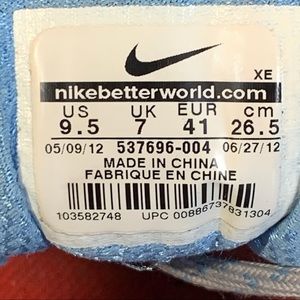 XE
nikebetterworld.com
US UK EUR cm
9.5 7 41 26.5
05/09/12 537696-004 06/27/12
MADE IN CHINA
FABRIQUE EN CHINE
103582748 UPC 00886737831304